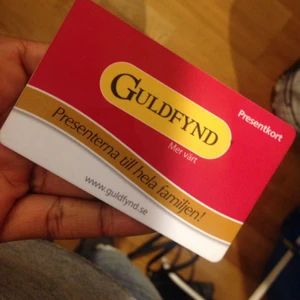 Presentkort
GULDFYND
Mer värt
Presenterna till hela familjen!
www.guldfynd.se